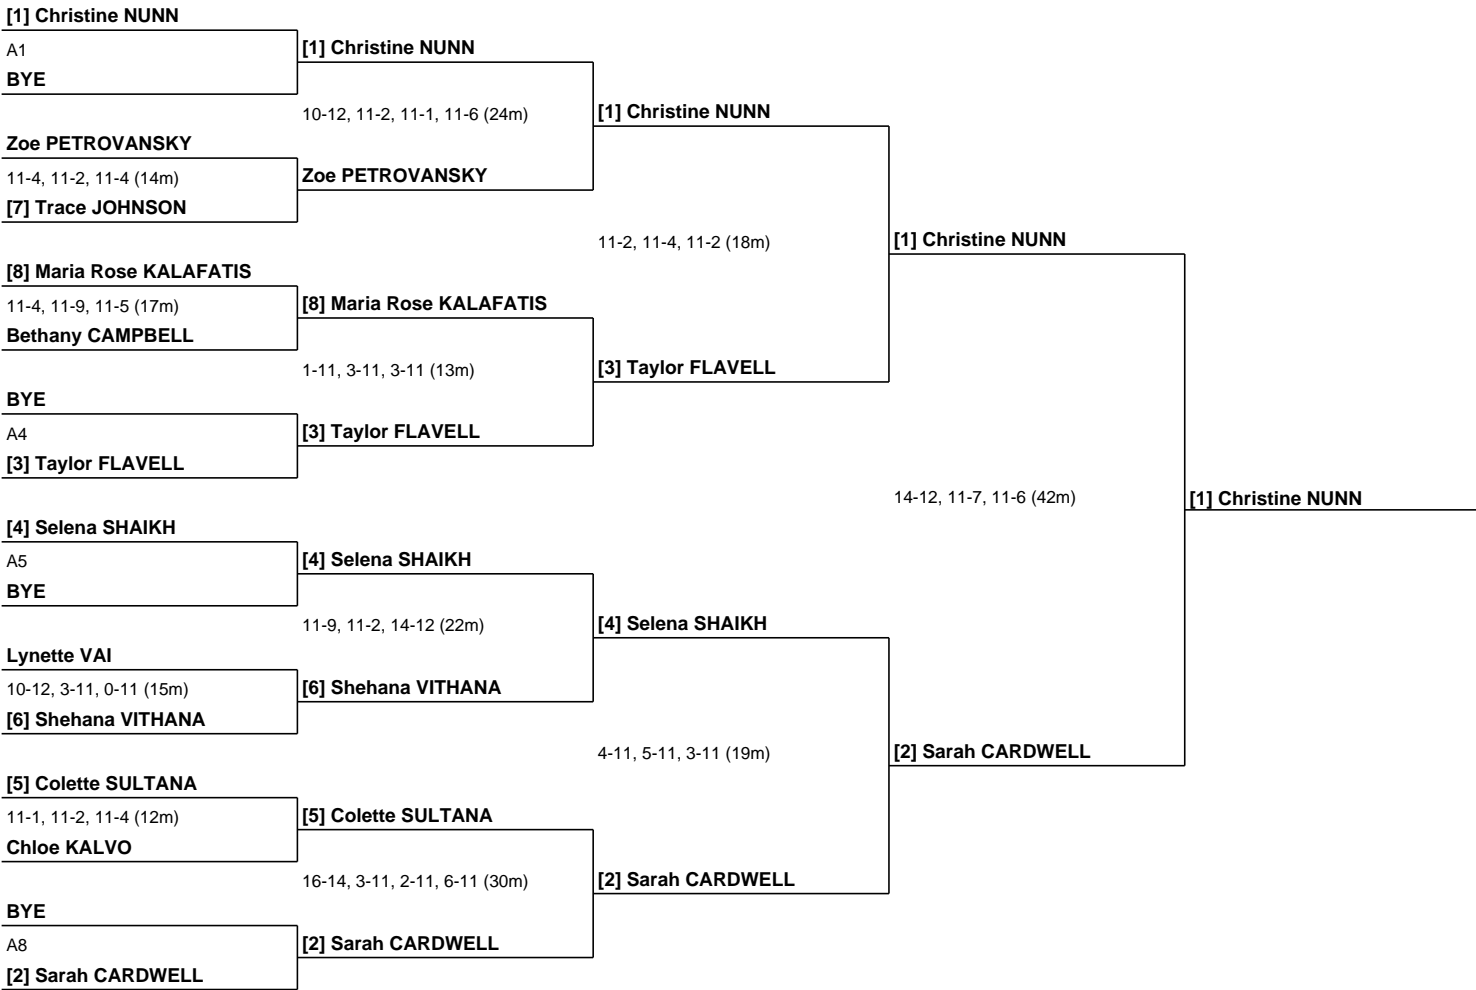 [1] Christine NUNN
A1
BYE
Zoe PETROVANSKY
11-4, 11-2, 11-4 (14m)
[7] Trace JOHNSON
[8] Maria Rose KALAFATIS
11-4, 11-9, 11-5 (17m)
Bethany CAMPBELL
BYE
A4
[3] Taylor FLAVELL
[4] Selena SHAIKH
A5
BYE
Lynette VAI
10-12, 3-11, 0-11 (15m)
[6] Shehana VITHANA
[5] Colette SULTANA
11-1, 11-2, 11-4 (12m)
Chloe KALVO
BYE
A8
[2] Sarah CARDWELL
[1] Christine NUNN
10-12, 11-2, 11-1, 11-6 (24m)
Zoe PETROVANSKY
[8] Maria Rose KALAFATIS
1-11, 3-11, 3-11 (13m)
[3] Taylor FLAVELL
[4] Selena SHAIKH
11-9, 11-2, 14-12 (22m)
[6] Shehana VITHANA
[5] Colette SULTANA
16-14, 3-11, 2-11, 6-11 (30m)
[2] Sarah CARDWELL
[1] Christine NUNN
11-2, 11-4, 11-2 (18m)
[3] Taylor FLAVELL
[4] Selena SHAIKH
4-11, 5-11, 3-11 (19m)
[2] Sarah CARDWELL
[1] Christine NUNN
14-12, 11-7, 11-6 (42m)
[2] Sarah CARDWELL
[1] Christine NUNN